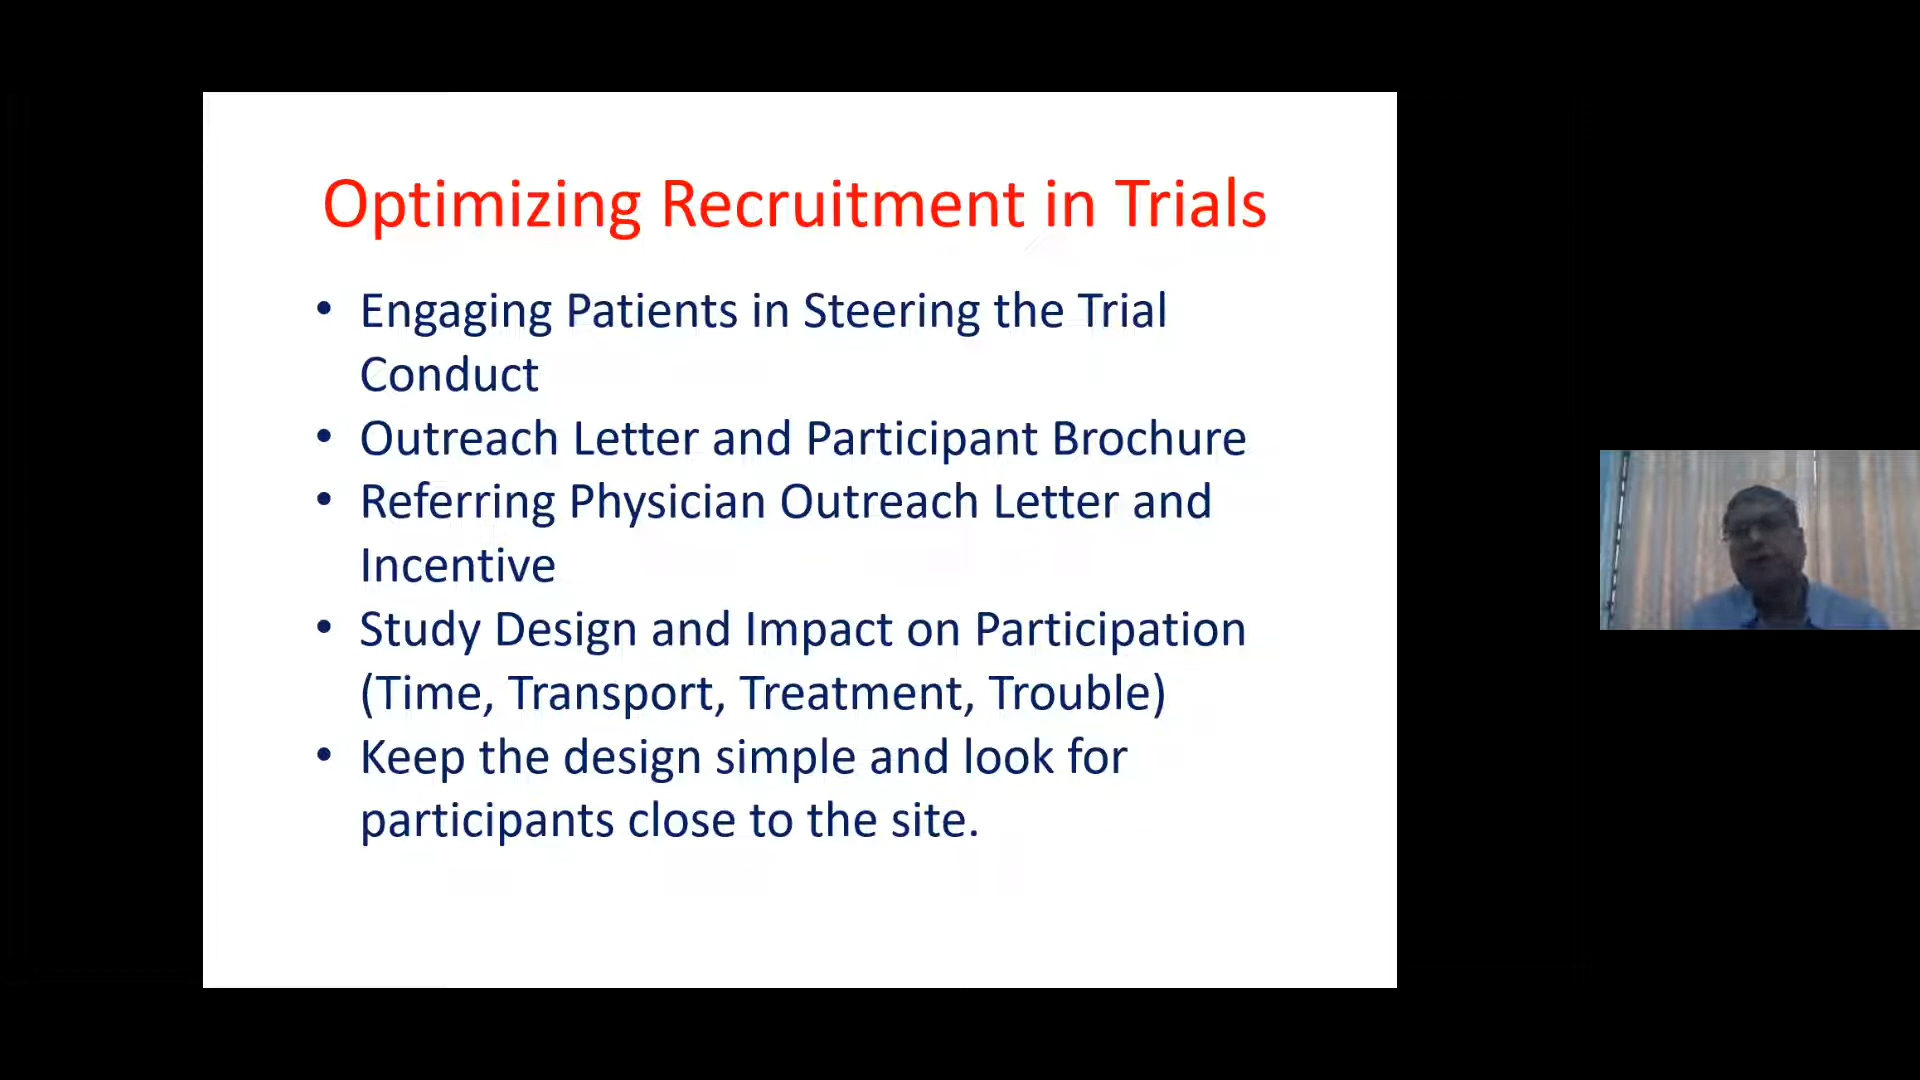 Optimizing Recruitment in Trials
• Engaging Patients in Steering the Trial
Conduct
• Outreach Letter and Participant Brochure
• Referring Physician Outreach Letter and
Incentive
• Study Design and Impact on Participation
(Time, Transport, Treatment, Trouble)
• Keep the design simple and look for
participants close to the site.